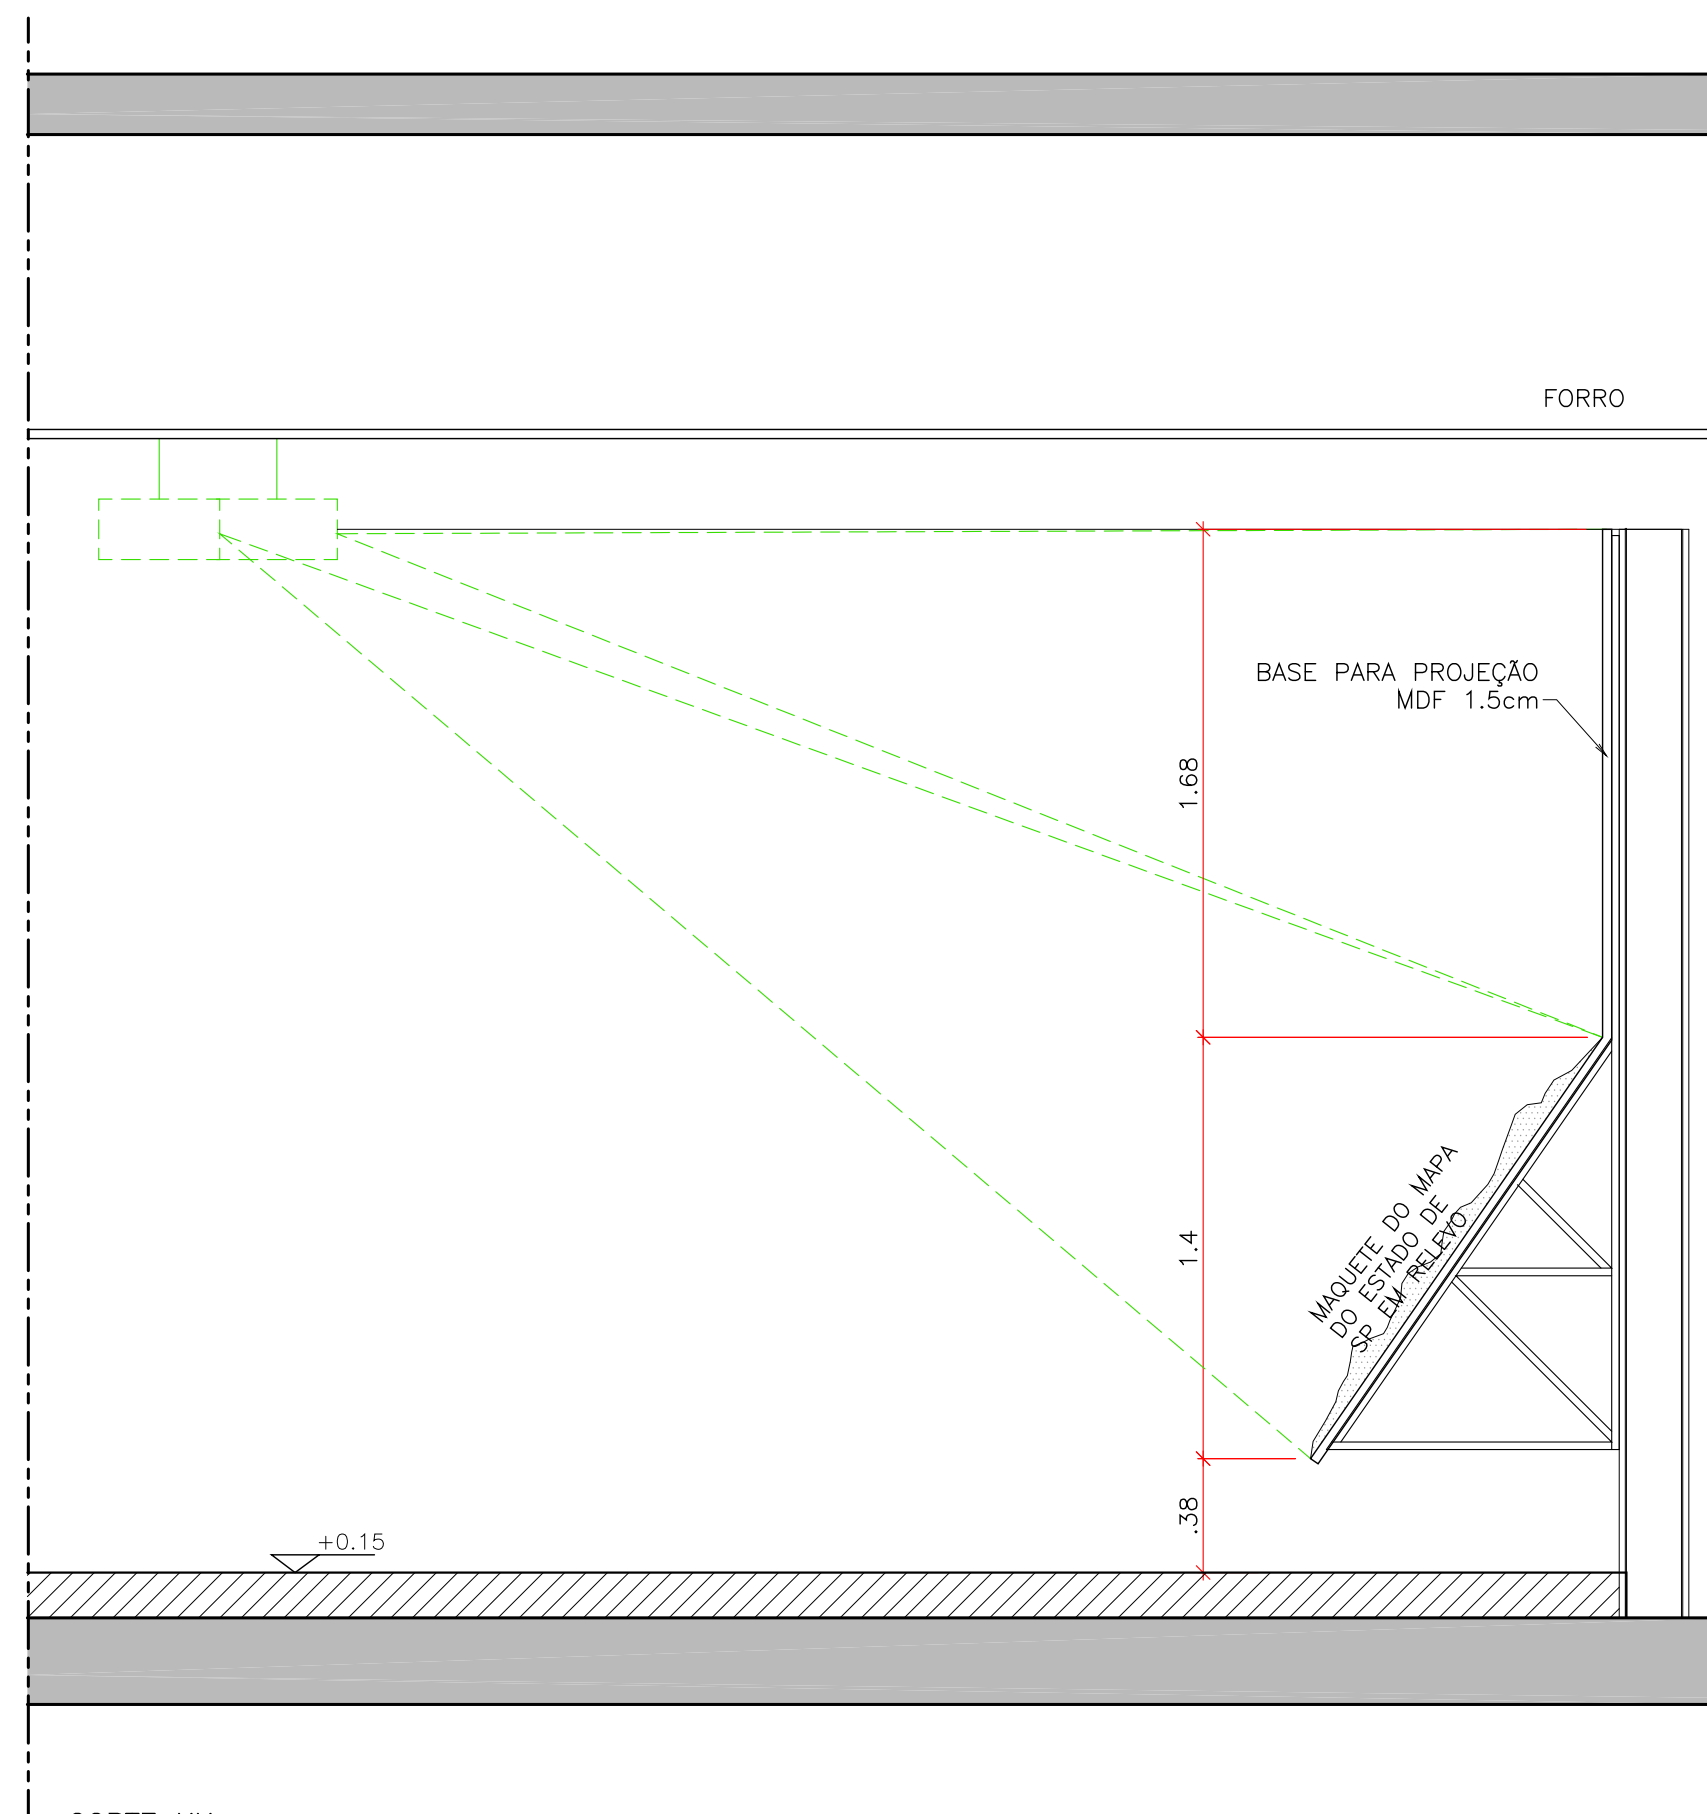 FORRO
BASE PARA PROJEÇÃO
MDF 1.5cm
1.68
1.4
MAQUETE DO MAPA
DO ESTADO DE
SP EM RELEVO
.38
+0.15